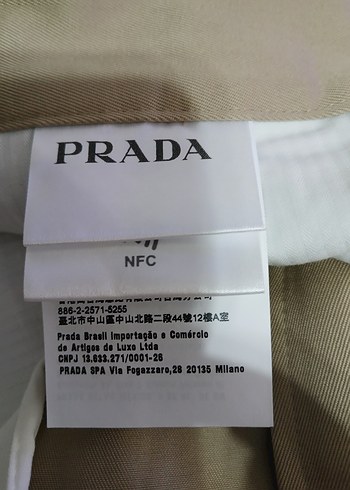 PRADA
NFC
886-2-2571-5255
臺北市中山區中山北路二段44號12樓A室
Prada Brasil Importação e Comércio
de Artigos de Luxo Ltda
CNPJ 13.633.271/0001-26
PRADA SPA Via Fogazzaro,28 20135 Milano